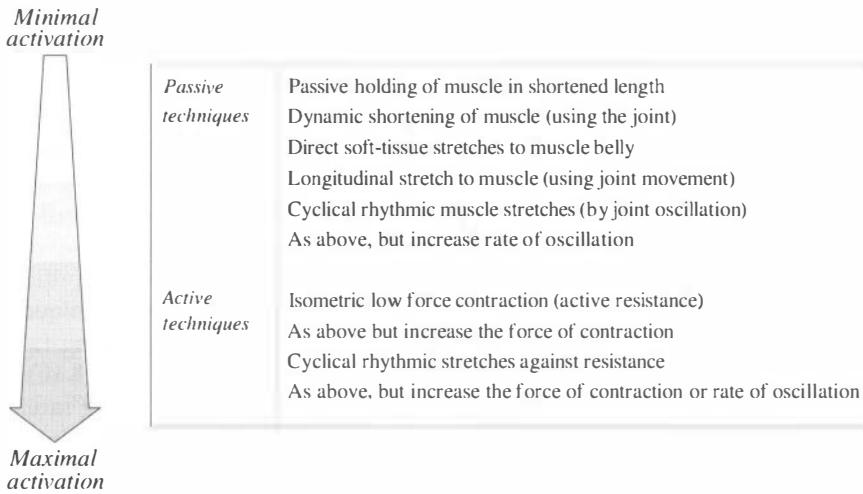 Minimal
activation
Passive
techniques
Passive holding of muscle in shortened length
Dynamic shortening of muscle (using the joint)
Direct soft-tissue stretches to muscle belly
Longitudinal stretch to muscle (using joint movement)
Cyclical rhythmic muscle stretches (by joint oscillation)
As above, but increase rate of oscillation
Active
techniques
Isometric low force contraction (active resistance)
As above but increase the force of contraction
Cyclical rhythmic stretches against resistance
As above, but increase the force of contraction or rate of oscillation
Maximal
activation